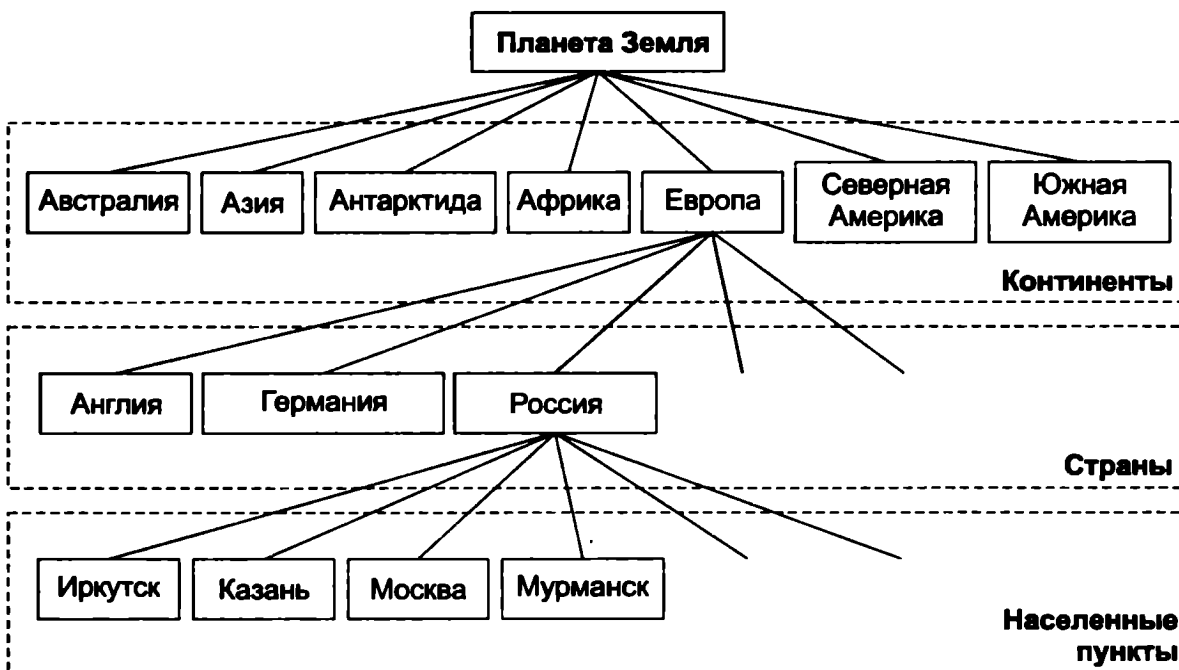 Планета Земля
Австралия
Азия
Антарктида
Африка
Европа
Северная
Америка
Южная
Америка
Континенты
Англия
Германия
Россия
Страны
Иркутск
Казань
Москва
Мурманск
Населенные
пункты